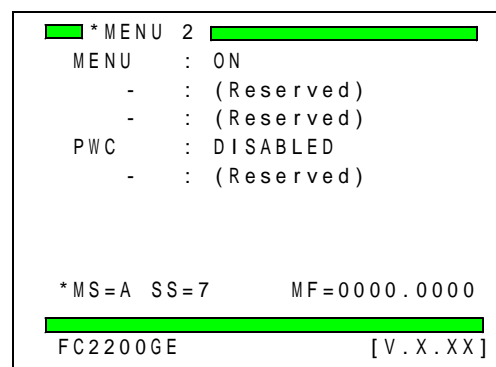 *MENU 2
MENU : ON
- : (Reserved)
- : (Reserved)
PWC : DISABLED
- : (Reserved)
*MS=A SS=7 MF=0000.0000
FC2200GE [V.X.XX]